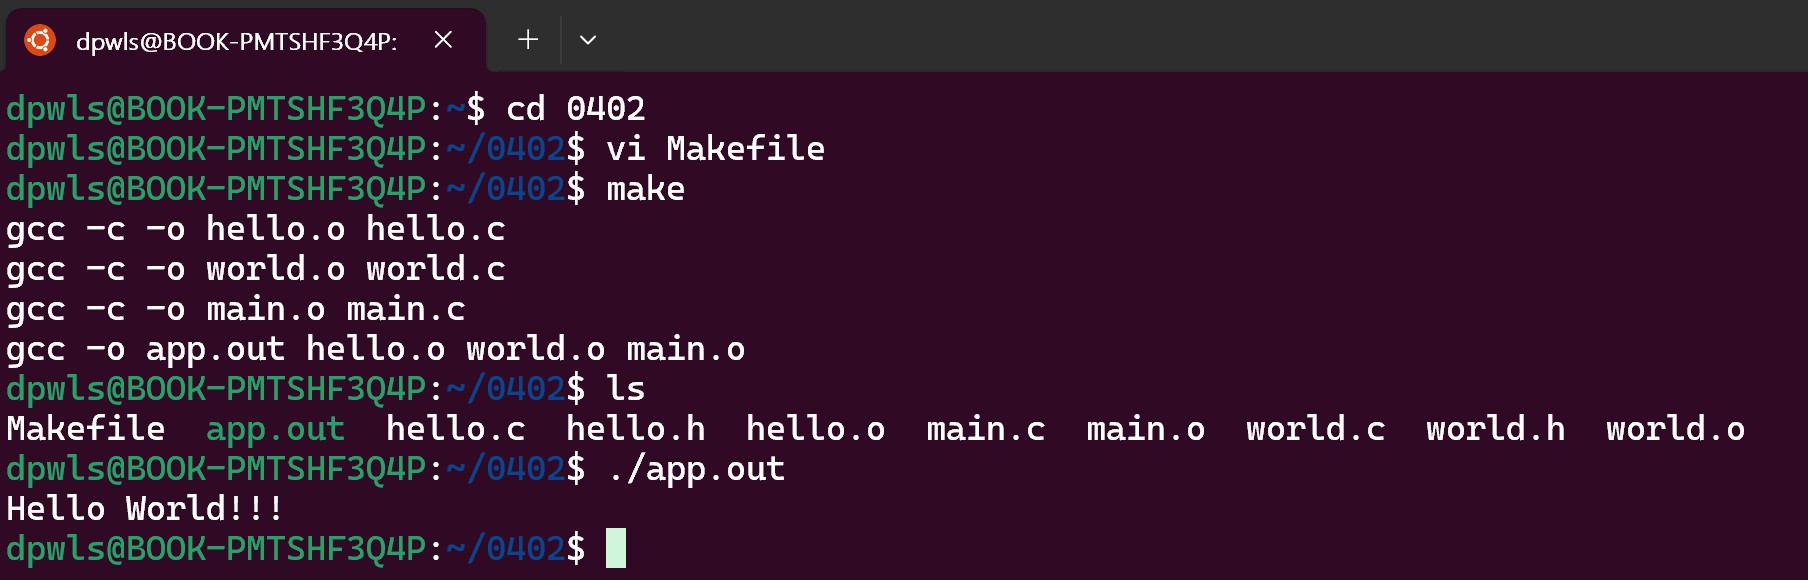 dpwls@BOOK-PMTSHF3Q4P:
dpwls@BOOK-PMTSHF3Q4P:~$ cd 0402
dpwls@BOOK-PMTSHF3Q4P:~/0402$ vi Makefile
dpwls@BOOK-PMTSHF3Q4P:~/0402$ make
gcc -c -o hello.o hello.c
gcc -c -o world.o world.c
gcc -c -o main.o main.c
gcc -o app.out hello.o world.o main.o
dpwls@BOOK-PMTSHF3Q4P:~/0402$ ls
Makefile  app.out  hello.c  hello.h  hello.o  main.c  main.o  world.c  world.h  world.o
dpwls@BOOK-PMTSHF3Q4P:~/0402$ ./app.out
Hello World!!!
dpwls@BOOK-PMTSHF3Q4P:~/0402$